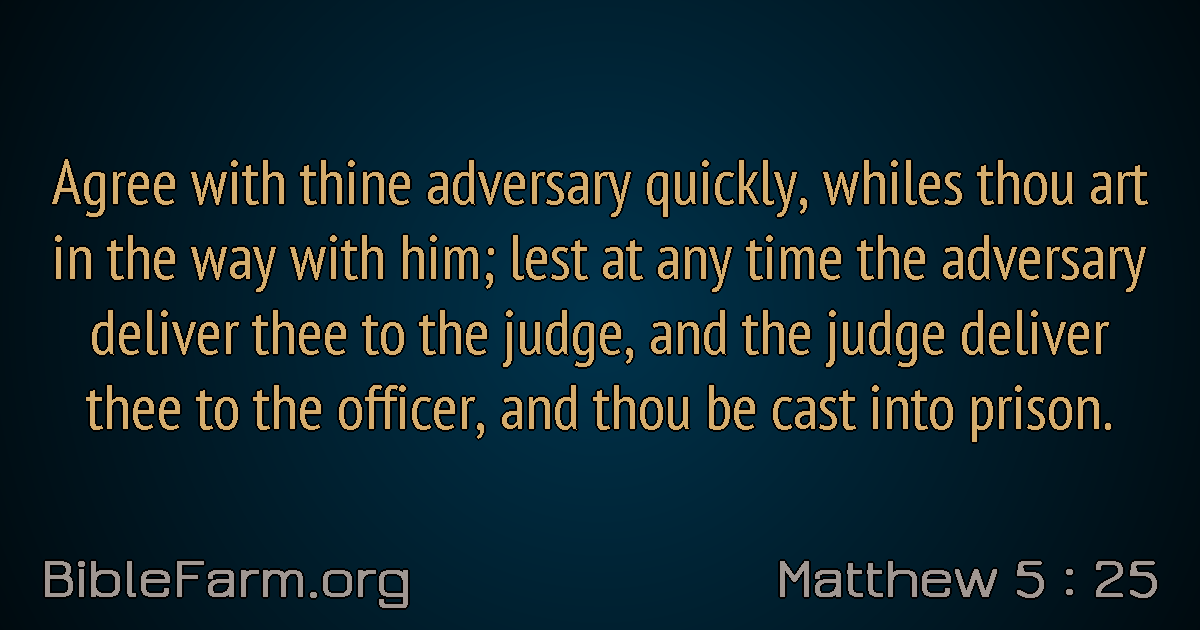 Agree with thine adversary quickly, whiles thou art
in the way with him; lest at any time the adversary
deliver thee to the judge, and the judge deliver
thee to the officer, and thou be cast into prison.
BibleFarm.org
Matthew 5 : 25